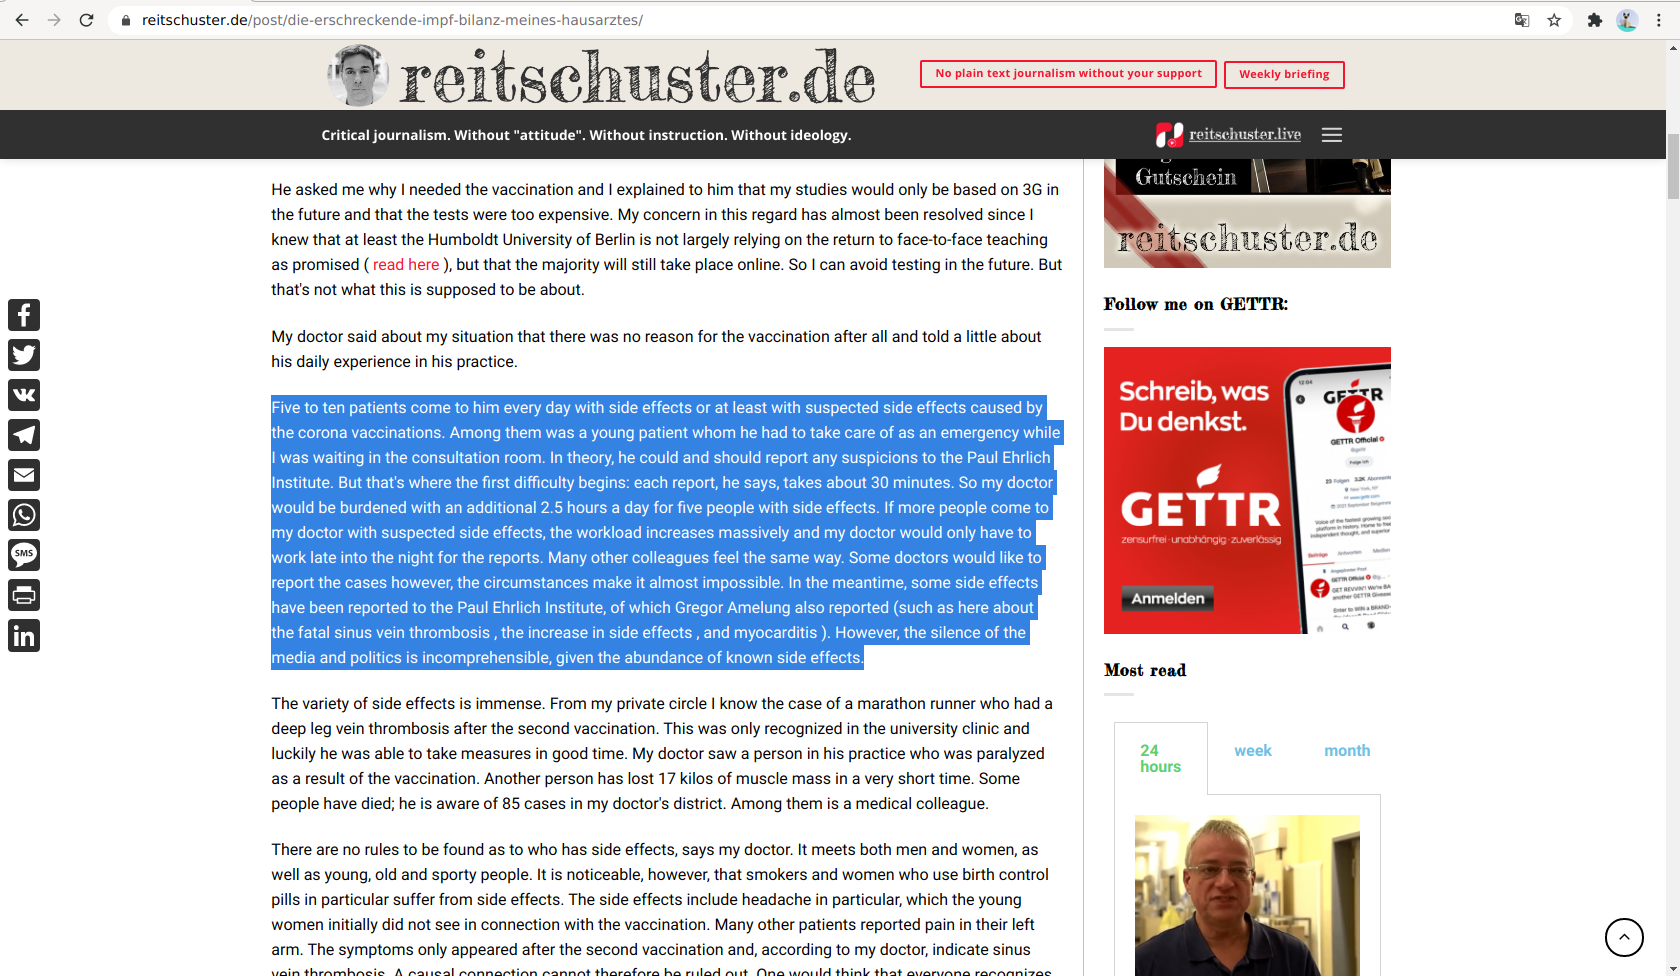 reitschuster.de/post/die-erschreckende-impf-bilanz-meines-hausarztes/
reitschuster.de
No plain text journalism without your support
Weekly briefing
Critical journalism. Without "attitude". Without instruction. Without ideology.
reitschuster.live
He asked me why I needed the vaccination and I explained to him that my studies would only be based on 3G in
the future and that the tests were too expensive. My concern in this regard has almost been resolved since I
knew that at least the Humboldt University of Berlin is not largely relying on the return to face-to-face teaching
as promised ( read here ), but that the majority will still take place online. So I can avoid testing in the future. But
that's not what this is supposed to be about.
My doctor said about my situation that there was no reason for the vaccination after all and told a little about
his daily experience in his practice.
Five to ten patients come to him every day with side effects or at least with suspected side effects caused by
the corona vaccinations. Among them was a young patient whom he had to take care of as an emergency while
I was waiting in the consultation room. In theory, he could and should report any suspicions to the Paul Ehrlich
Institute. But that's where the first difficulty begins: each report, he says, takes about 30 minutes. So my doctor
would be burdened with an additional 2.5 hours a day for five people with side effects. If more people come to
my doctor with suspected side effects, the workload increases massively and my doctor would only have to
work late into the night for the reports. Many other colleagues feel the same way. Some doctors would like to
report the cases however, the circumstances make it almost impossible. In the meantime, some side effects
have been reported to the Paul Ehrlich Institute, of which Gregor Amelung also reported (such as here about
the fatal sinus vein thrombosis , the increase in side effects , and myocarditis ). However, the silence of the
media and politics is incomprehensible, given the abundance of known side effects.
The variety of side effects is immense. From my private circle I know the case of a marathon runner who had a
deep leg vein thrombosis after the second vaccination. This was only recognized in the university clinic and
luckily he was able to take measures in good time. My doctor saw a person in his practice who was paralyzed
as a result of the vaccination. Another person has lost 17 kilos of muscle mass in a very short time. Some
people have died; he is aware of 85 cases in my doctor's district. Among them is a medical colleague.
There are no rules to be found as to who has side effects, says my doctor. It meets both men and women, as
well as young, old and sporty people. It is noticeable, however, that smokers and women who use birth control
pills in particular suffer from side effects. The side effects include headache in particular, which the young
women initially did not see in connection with the vaccination. Many other patients reported pain in their left
arm. The symptoms only appeared after the second vaccination and, according to my doctor, indicate sinus
vein thrombosis. A causal connection cannot therefore be ruled out. One would think that everyone recognizes
SMS
Gutschein
reitschuster.de
Follow me on GETTR:
Schreib, was
Du denkst.
GETTR
zensurfrei · unabhängig · zuverlässig
Anmelden
12:04
GETTR
GETTR Official
Most read
24
hours
week
month